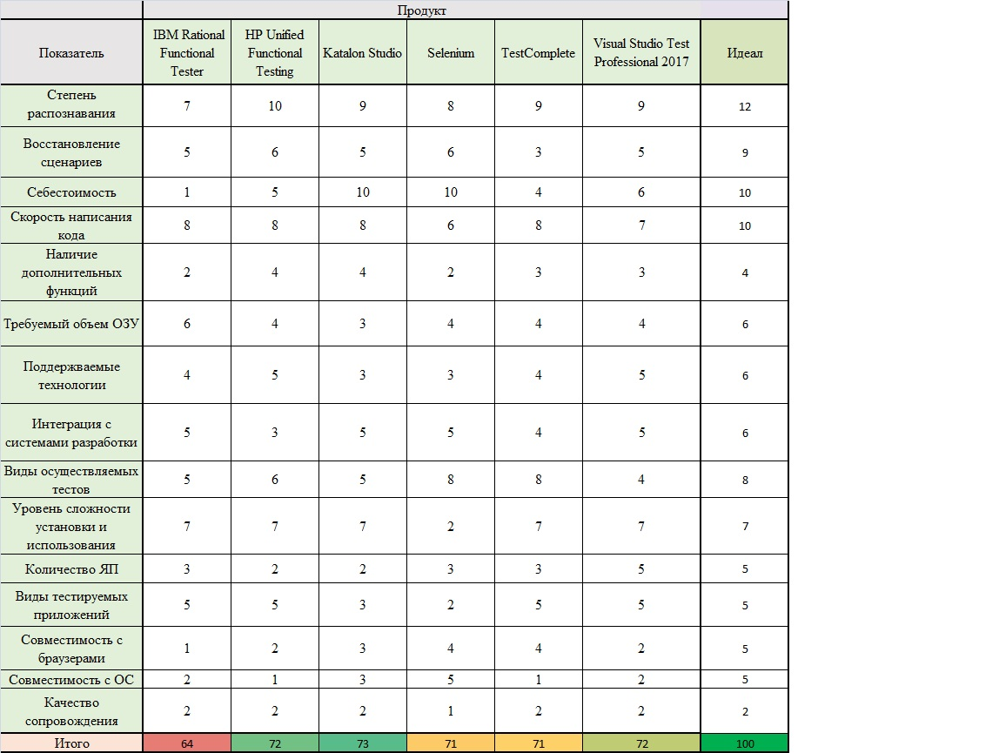 Продукт
Показатель
IBM Rational
Functional
Tester
HP Unified
Functional
Testing
Katalon Studio
Selenium
TestComplete
Visual Studio Test
Professional 2017
Идеал
Степень
распознавания
7 10 9 8 9 9 12
Восстановление
сценариев
5 6 5 6 3 5 9
Себестоимость 1 5 10 10 4 6 10
Скорость написания
кода
8 8 8 6 8 7 10
Наличие
дополнительных
функций
2 4 4 2 3 3 4
Требуемый объем ОЗУ 6 4 3 4 4 4 6
Поддержваемые
технологии
4 5 3 3 4 5 6
Интеграция с
системами разработки
5 3 5 5 4 5 6
Виды осуществляемых
тестов
5 6 5 8 8 4 8
Уровень сложности
установки и
использования
7 7 7 2 7 7 7
Количество ЯП 3 2 2 3 3 5 5
Виды тестируемых
приложений
5 5 3 2 5 5 5
Совместимость с
браузерами
1 2 3 4 4 2 5
Совместимость с ОС 2 1 3 5 1 2 5
Качество
сопровождения
2 2 2 1 2 2 2
Итого 64 72 73 71 71 72 100